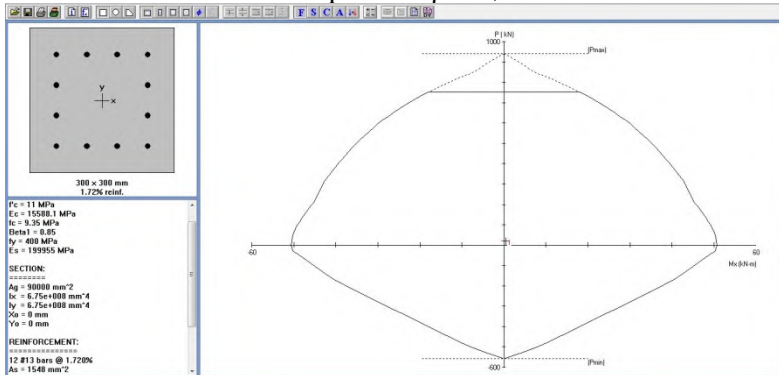 F S C A
y
x
300 x 300 mm
1.72% reinf.
f'c = 11 MPa
Ec = 15588.1 MPa
fc = 9.35 MPa
Beta1 = 0.85
fy = 400 MPa
Es = 199955 MPa
SECTION:
========
Ag = 90000 mm^2
Ix = 6.75e+008 mm^4
Iy = 6.75e+008 mm^4
Xo = 0 mm
Yo = 0 mm
REINFORCEMENT:
==============
12 #13 bars @ 1.720%
As = 1548 mm^2
P ( kN)
1000
(Pmax)
-60
60
Mx (kN-m)
-600
(Pmin)